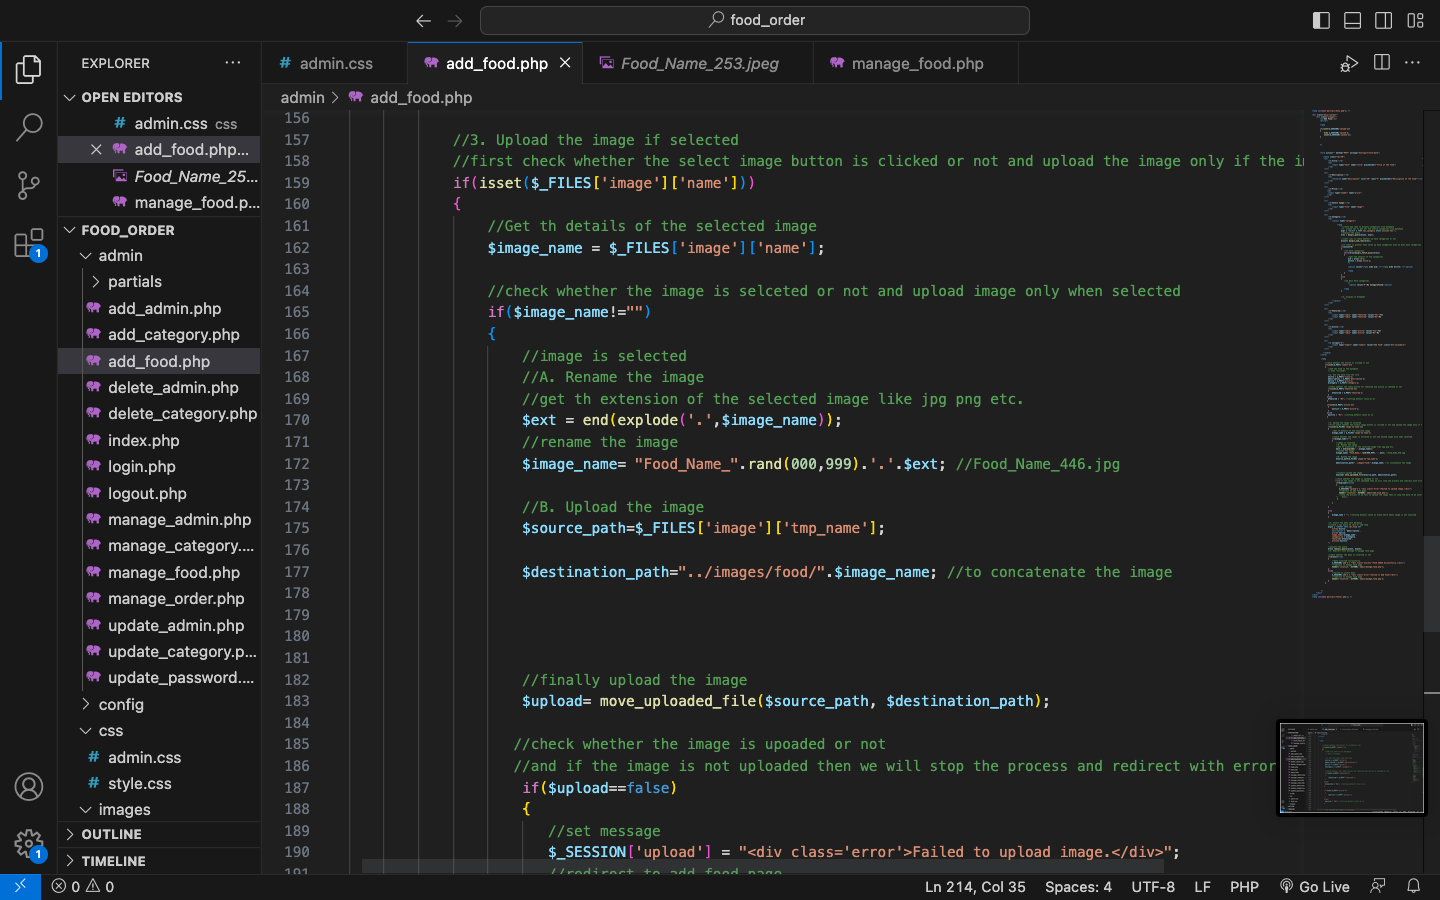 food_order
EXPLORER
OPEN EDITORS
# admin.css css
add_food.php...
Food_Name_25...
manage_food.p...
FOOD_ORDER
admin
partials
add_admin.php
add_category.php
add_food.php
delete_admin.php
delete_category.php
index.php
login.php
logout.php
manage_admin.php
manage_category....
manage_food.php
manage_order.php
update_admin.php
update_category.p...
update_password....
config
css
# admin.css
# style.css
images
OUTLINE
TIMELINE
1
1
# admin.css
add_food.php
Food_Name_253.jpeg
manage_food.php
admin > add_food.php
156
157 //3. Upload the image if selected
158 //first check whether the select image button is clicked or not and upload the image only if the i
159 if(isset($_FILES['image']['name']))
160 {
161 //Get th details of the selected image
162 $image_name = $_FILES['image']['name'];
163
164 //check whether the image is selceted or not and upload image only when selected
165 if($image_name!="")
166 {
167 //image is selected
168 //A. Rename the image
169 //get th extension of the selected image like jpg png etc.
170 $ext = end(explode('.',$image_name));
171 //rename the image
172 $image_name= "Food_Name_".rand(000,999).'.'.$ext; //Food_Name_446.jpg
173
174 //B. Upload the image
175 $source_path=$_FILES['image']['tmp_name'];
176
177 $destination_path="../images/food/".$image_name; //to concatenate the image
178
179
180
181
182 //finally upload the image
183 $upload= move_uploaded_file($source_path, $destination_path);
184
185 //check whether the image is upoaded or not
186 //and if the image is not uploaded then we will stop the process and redirect with error
187 if($upload==false)
188 {
189 //set message
190 $_SESSION['upload'] = "<div class='error'>Failed to upload image.</div>";
191 //redirect to add food page
0 0
Ln 214, Col 35
Spaces: 4
UTF-8
LF
PHP
Go Live